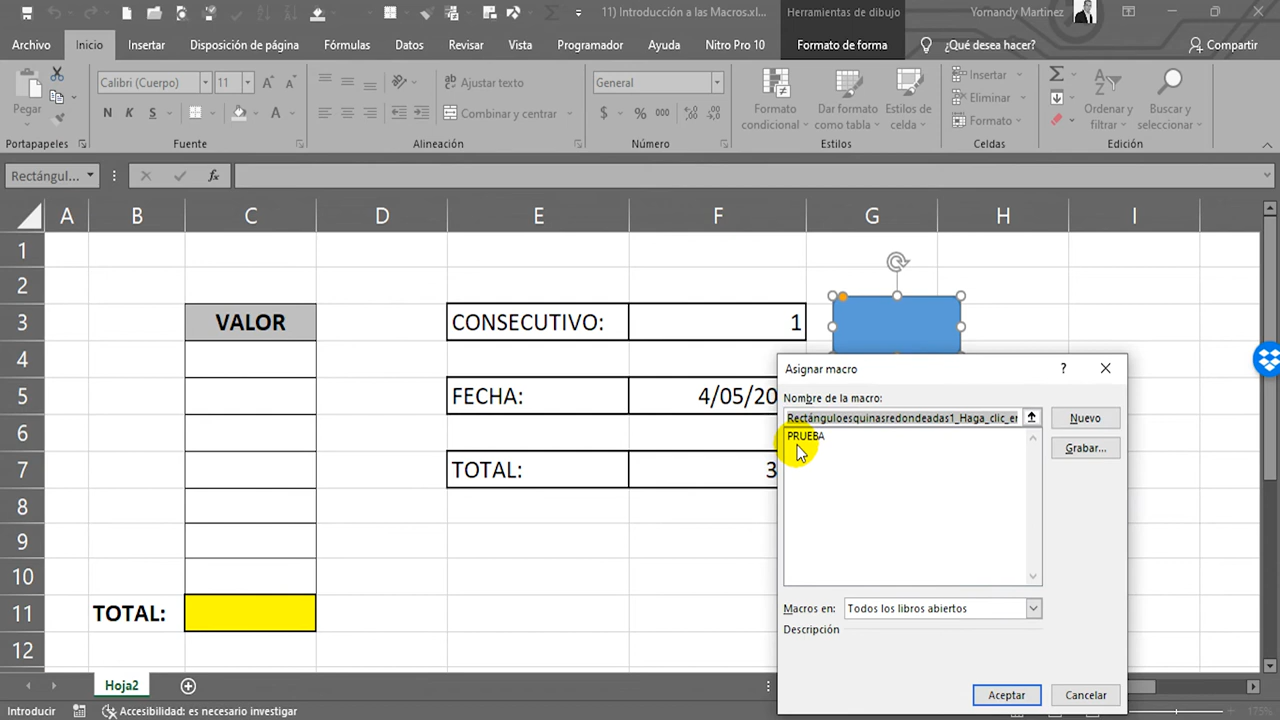 11) Introducción a las Macros.xl...
Herramientas de dibujo
Yornandy Martinez
Archivo
Inicio
Insertar
Disposición de página
Fórmulas
Datos
Revisar
Vista
Programador
Ayuda
Nitro Pro 10
Formato de forma
¿Qué desea hacer?
Compartir
Pegar
Calibri (Cuerpo)
11
N K S
Ajustar texto
Combinar y centrar
General
$ % 000
Formato condicional
Dar formato como tabla
Estilos de celda
Insertar
Eliminar
Formato
Ordenar y filtrar
Buscar y seleccionar
Portapapeles
Fuente
Alineación
Número
Estilos
Celdas
Edición
Rectángul...
fx
A B C D E F G H I
1
2
3 VALOR CONSECUTIVO: 1
4
5 FECHA: 4/05/20
6
7 TOTAL: 3
8
9
10
11 TOTAL:
12
Asignar macro
?
Nombre de la macro:
Rectánguloesquinasredondeadas1_Haga_clic_en
PRUEBA
Nuevo
Grabar...
Macros en:
Todos los libros abiertos
Descripción
Aceptar
Cancelar
Hoja2
Introducir
Accesibilidad: es necesario investigar
175%